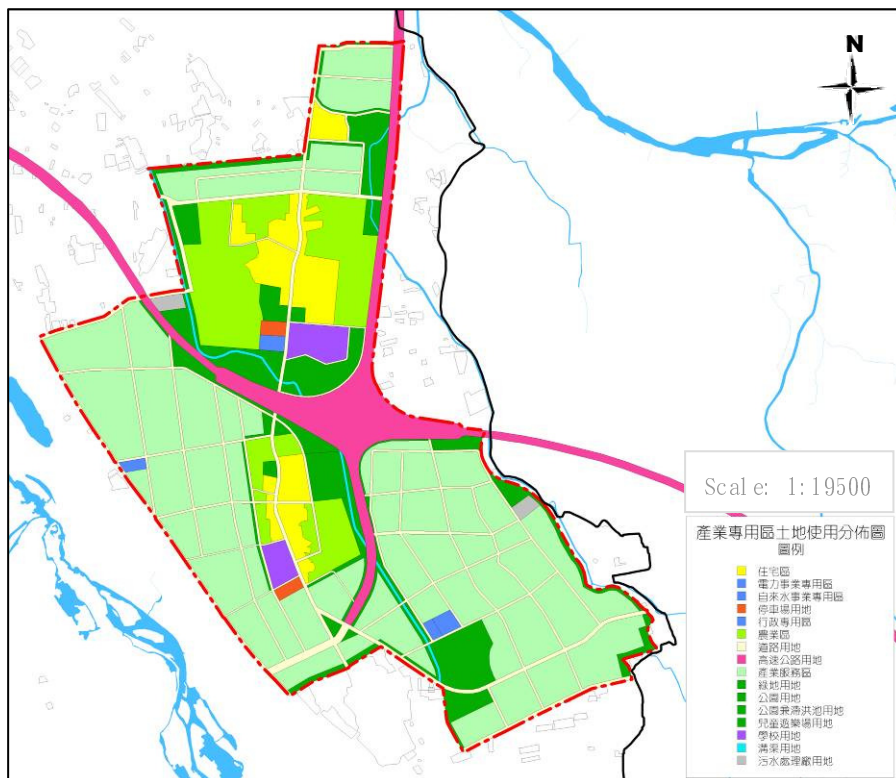 N
Scale: 1:19500
產業專用區土地使用分佈圖
圖例
住宅區
電力事業專用區
自來水事業專用區
停車場用地
行政專用區
農業區
道路用地
高速公路用地
產業服務區
綠地用地
公園用地
公園兼滯洪池用地
兒童遊樂場用地
學校用地
溝渠用地
污水處理廠用地